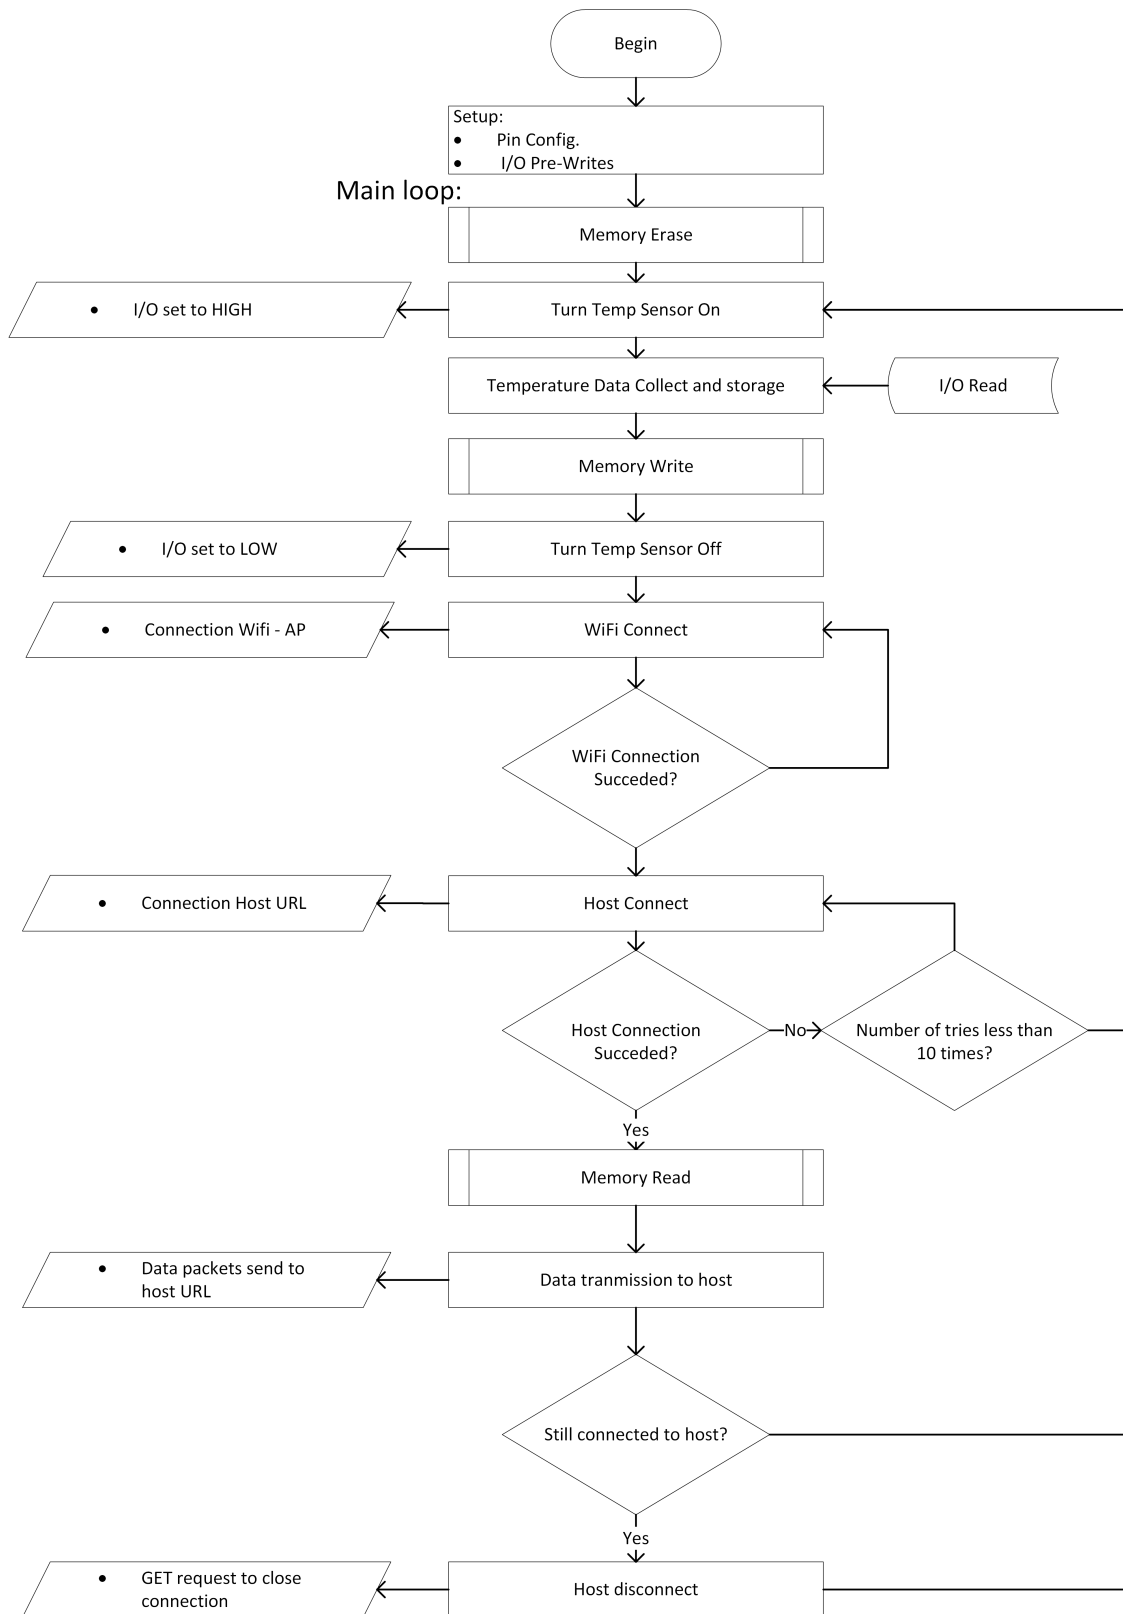 Begin
Setup:
● Pin Config.
● I/O Pre-Writes
Main loop:
Memory Erase
● I/O set to HIGH
Turn Temp Sensor On
Temperature Data Collect and storage
I/O Read
Memory Write
● I/O set to LOW
Turn Temp Sensor Off
● Connection Wifi - AP
WiFi Connect
WiFi Connection
Succeded?
● Connection Host URL
Host Connect
Host Connection
Succeded?
No
Number of tries less than
10 times?
Yes
Memory Read
● Data packets send to
host URL
Data tranmission to host
Still connected to host?
Yes
● GET request to close
connection
Host disconnect